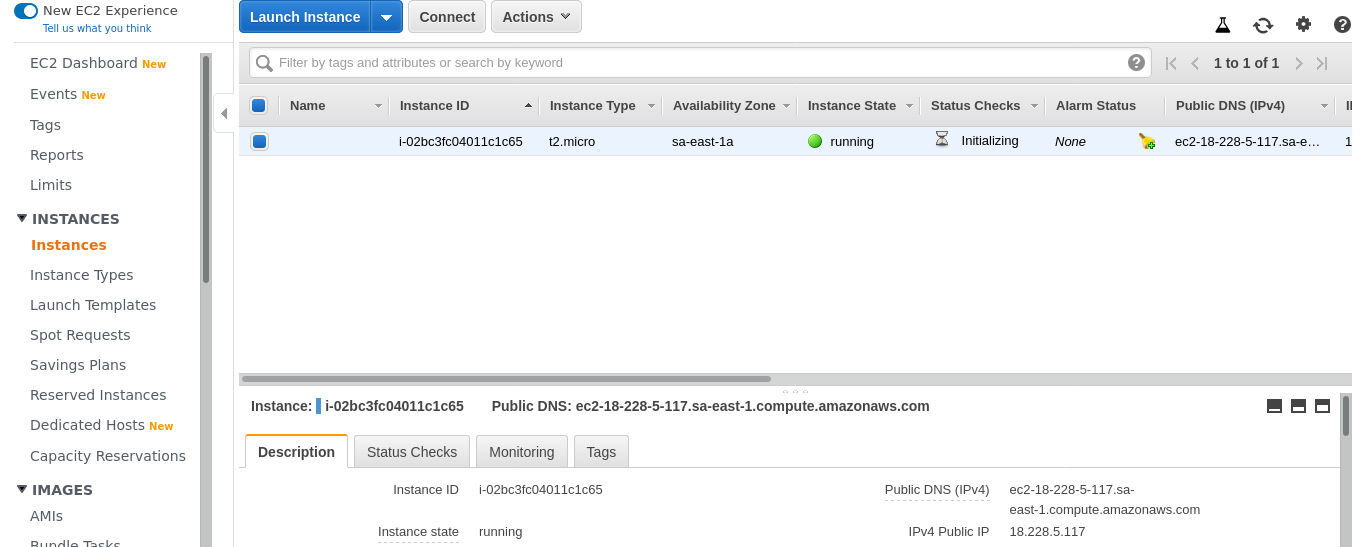 New EC2 Experience
Tell us what you think
EC2 Dashboard New
Events New
Tags
Reports
Limits
INSTANCES
Instances
Instance Types
Launch Templates
Spot Requests
Savings Plans
Reserved Instances
Dedicated Hosts New
Capacity Reservations
IMAGES
AMIs
Bundle Tasks
Launch Instance Connect Actions
Filter by tags and attributes or search by keyword ? 1 to 1 of 1
Name Instance ID Instance Type Availability Zone Instance State Status Checks Alarm Status Public DNS (IPv4)
i-02bc3fc04011c1c65 t2.micro sa-east-1a running Initializing None ec2-18-228-5-117.sa-e… 1
Instance: i-02bc3fc04011c1c65 Public DNS: ec2-18-228-5-117.sa-east-1.compute.amazonaws.com
Description Status Checks Monitoring Tags
Instance ID i-02bc3fc04011c1c65 Public DNS (IPv4) ec2-18-228-5-117.sa-
east-1.compute.amazonaws.com
Instance state running IPv4 Public IP 18.228.5.117